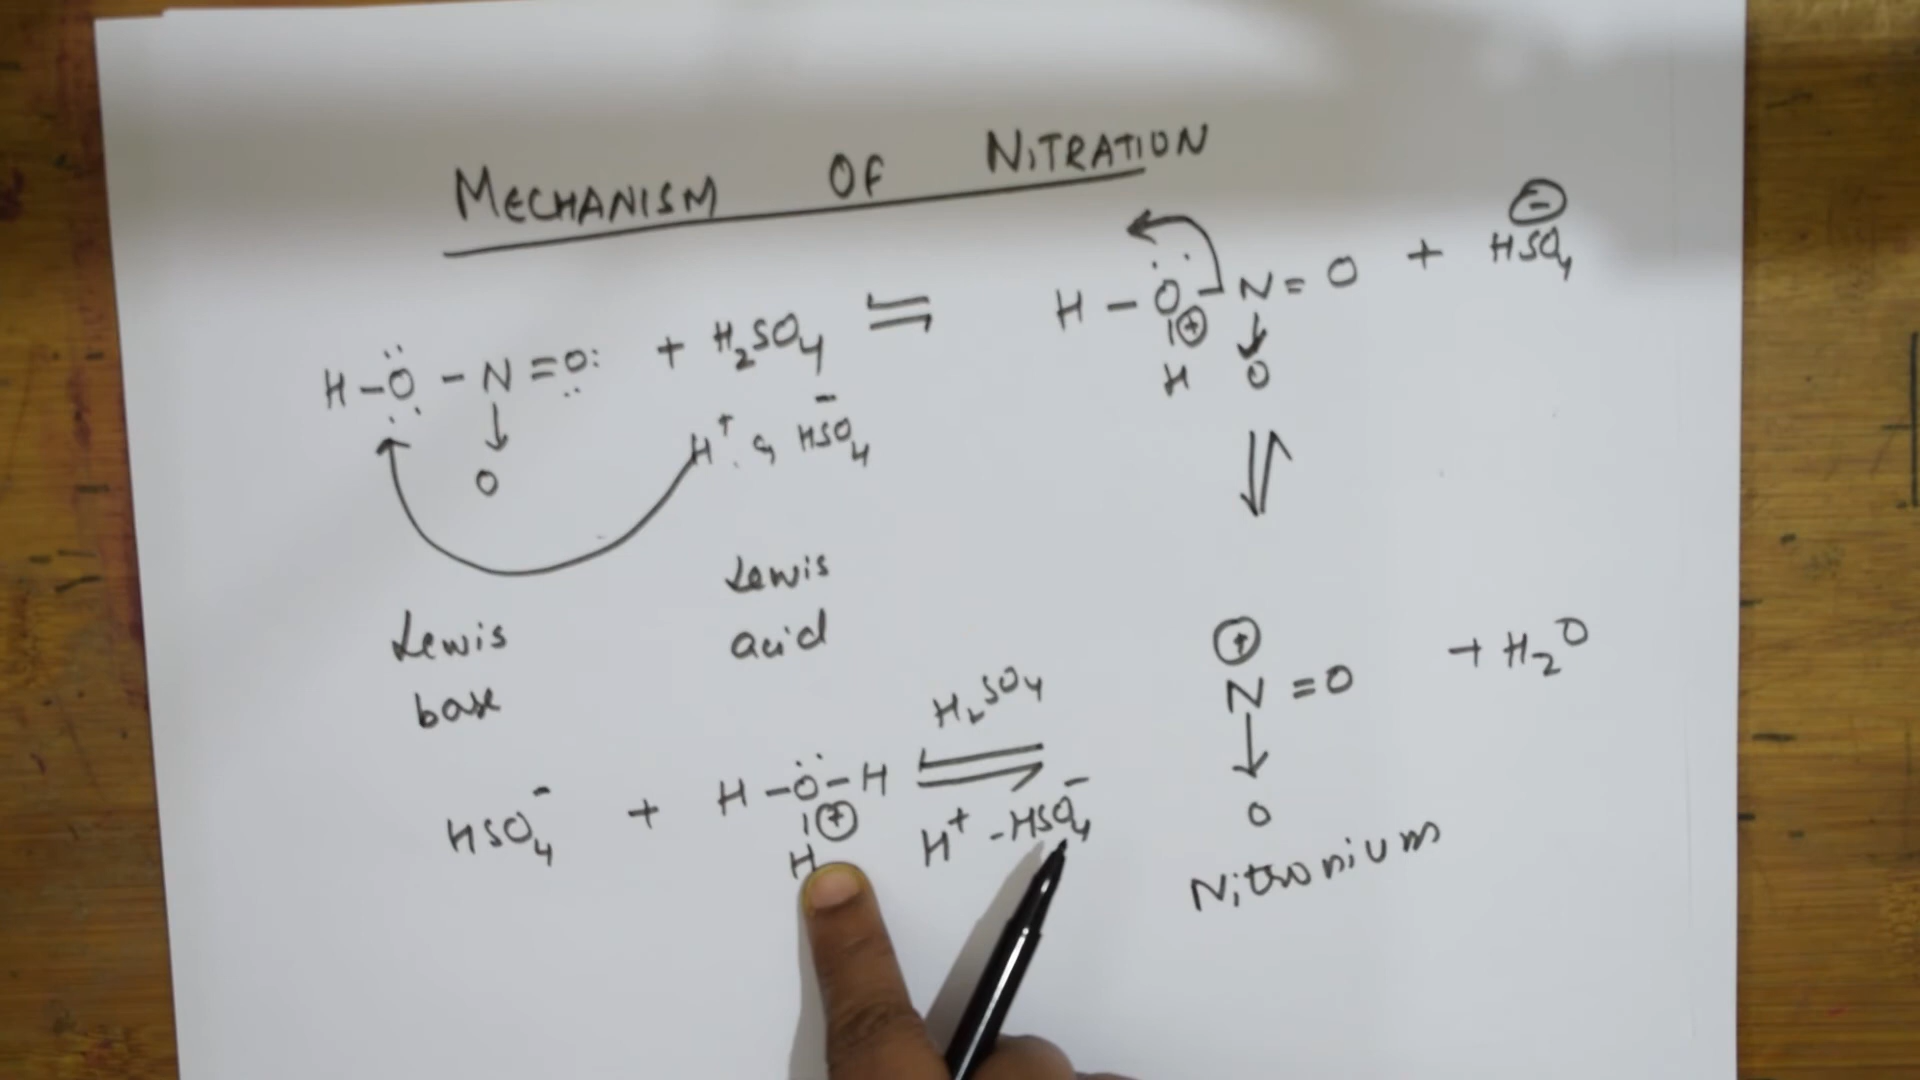 MECHANISM OF NITRATION
H-O-N=O: + H2SO4 ⇌ H-O-N=O + HSO4⊖
↓
O
H+ & HSO4-
|⊕
H
↓
O
⇌
Lewis base
Lewis acid
⊕
N=O + H2O
↓
O
Nitronium
HSO4- + H-O-H ⇌
|⊕
H
H2SO4
H+ -HSO4-